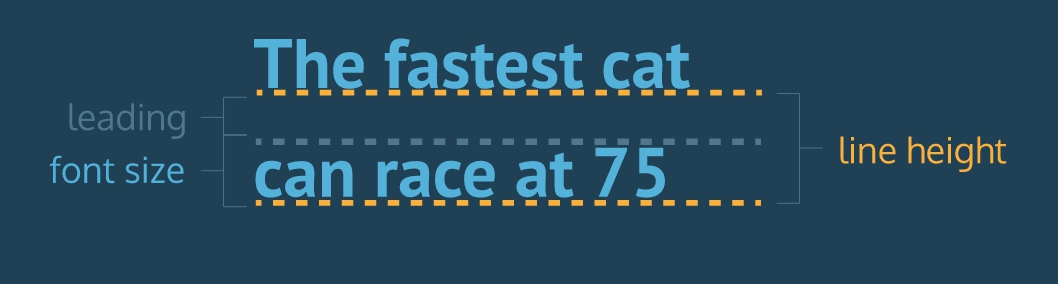 The fastest cat
leading
font size
can race at 75
line height